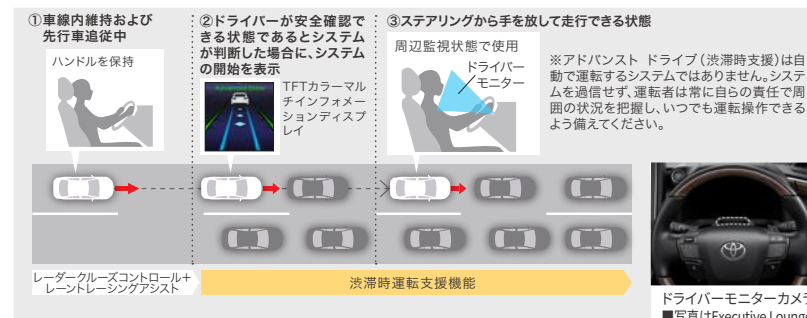 ①車線内維持および
先行車追従中
ハンドルを保持
②ドライバーが安全確認で
きる状態であるとシステム
が判断した場合に、システム
の開始を表示
TFTカラーマル
チインフォメー
ションディスプ
レイ
③ステアリングから手を放して走行できる状態
周辺監視状態で使用
ドライバー
モニター
※アドバンスト ドライブ(渋滞時支援)は自
動で運転するシステムではありません。システ
ムを過信せず、運転者は常に自らの責任で周
囲の状況を把握し、いつでも運転操作できる
よう備えてください。
レーダークルーズコントロール+
レーントレーシングアシスト
渋滞時運転支援機能
ドライバーモニターカメラ
■写真はExecutive Lounge